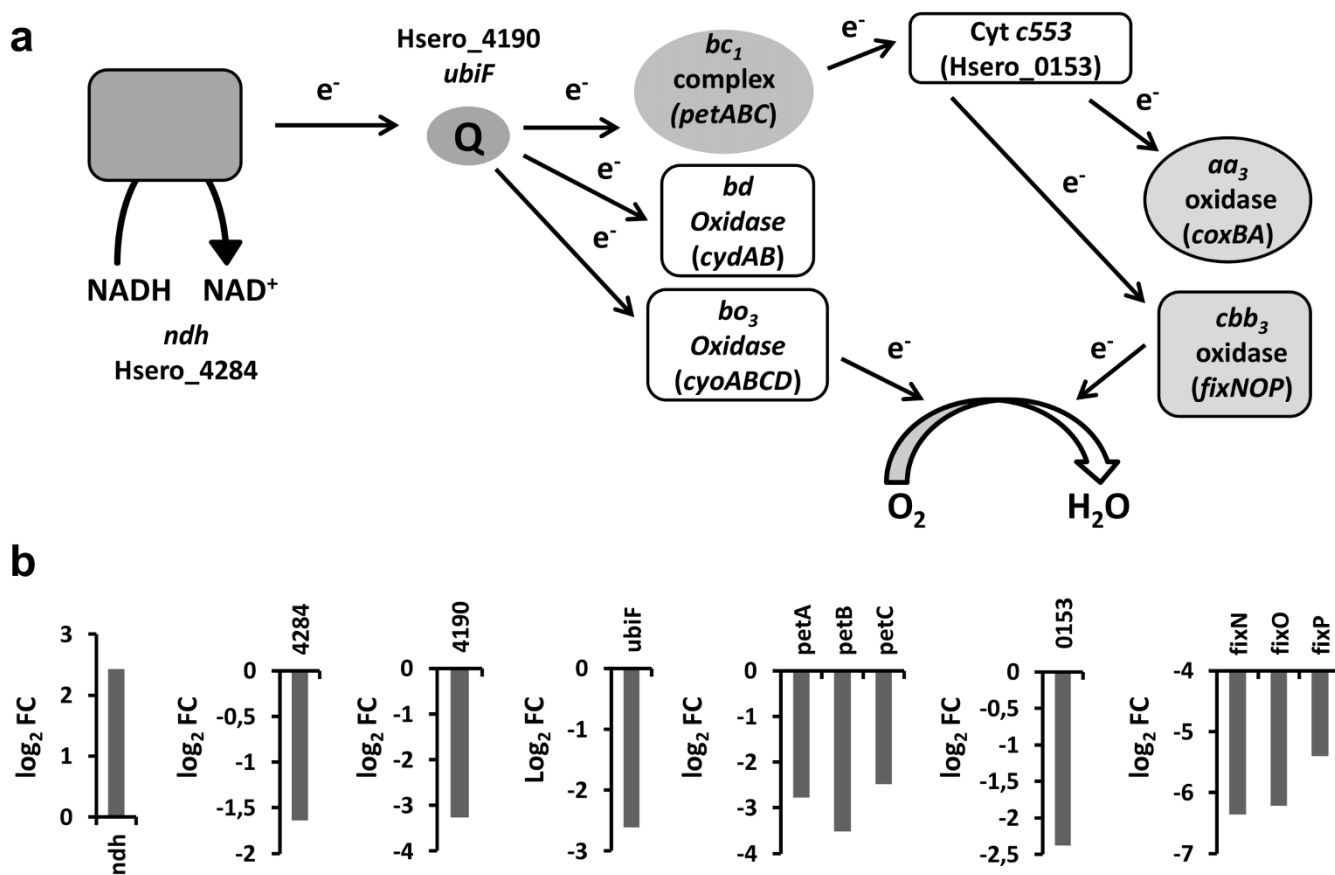 a
Hsero_4190
ubiF
bc₁
complex
(petABC)
e⁻
Cyt c553
(Hsero_0153)
e⁻
e⁻
Q
e⁻
e⁻
bd
Oxidase
(cydAB)
e⁻
aa₃
oxidase
(coxBA)
e⁻
NADH NAD⁺
ndh
Hsero_4284
bo₃
Oxidase
(cyoABCD)
e⁻
cbb₃
oxidase
(fixNOP)
e⁻
O₂ H₂O
b
log₂ FC
3
2
1
0
ndh
log₂ FC
4284
0
-0,5
-1
-1,5
-2
log₂ FC
4190
0
-1
-2
-3
-4
Log₂ FC
ubiF
0
-1
-2
-3
log₂ FC
petA petB petC
0
-1
-2
-3
-4
log₂ FC
0153
0
-0,5
-1
-1,5
-2
-2,5
log₂ FC
fixN fixO fixP
-4
-5
-6
-7